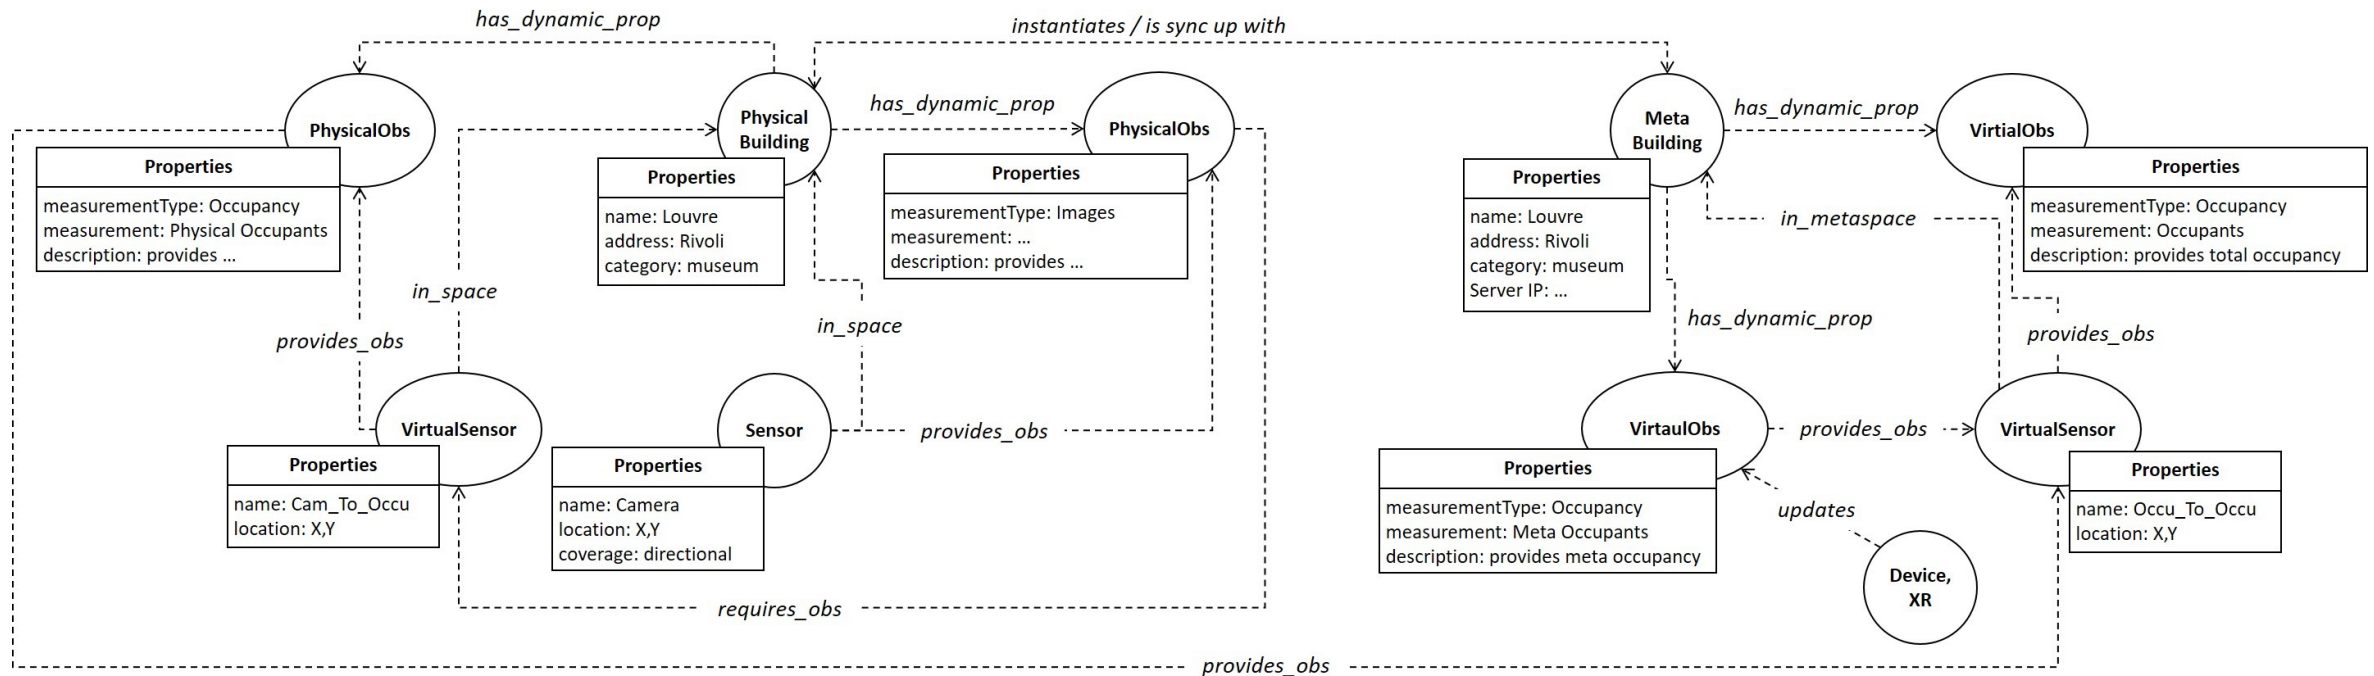 has_dynamic_prop
instantiates / is sync up with
PhysicalObs
Properties
measurementType: Occupancy
measurement: Physical Occupants
description: provides ...
Physical
Building
Properties
name: Louvre
address: Rivoli
category: museum
has_dynamic_prop
PhysicalObs
Properties
measurementType: Images
measurement: ...
description: provides ...
Meta
Building
Properties
name: Louvre
address: Rivoli
category: museum
Server IP: ...
has_dynamic_prop
VirtialObs
Properties
measurementType: Occupancy
measurement: Occupants
description: provides total occupancy
in_metaspace
in_space
provides_obs
in_space
has_dynamic_prop
provides_obs
VirtualSensor
Properties
name: Cam_To_Occu
location: X,Y
Sensor
Properties
name: Camera
location: X,Y
coverage: directional
provides_obs
VirtaulObs
Properties
measurementType: Occupancy
measurement: Meta Occupants
description: provides meta occupancy
provides_obs
VirtualSensor
Properties
name: Occu_To_Occu
location: X,Y
updates
Device,
XR
requires_obs
provides_obs